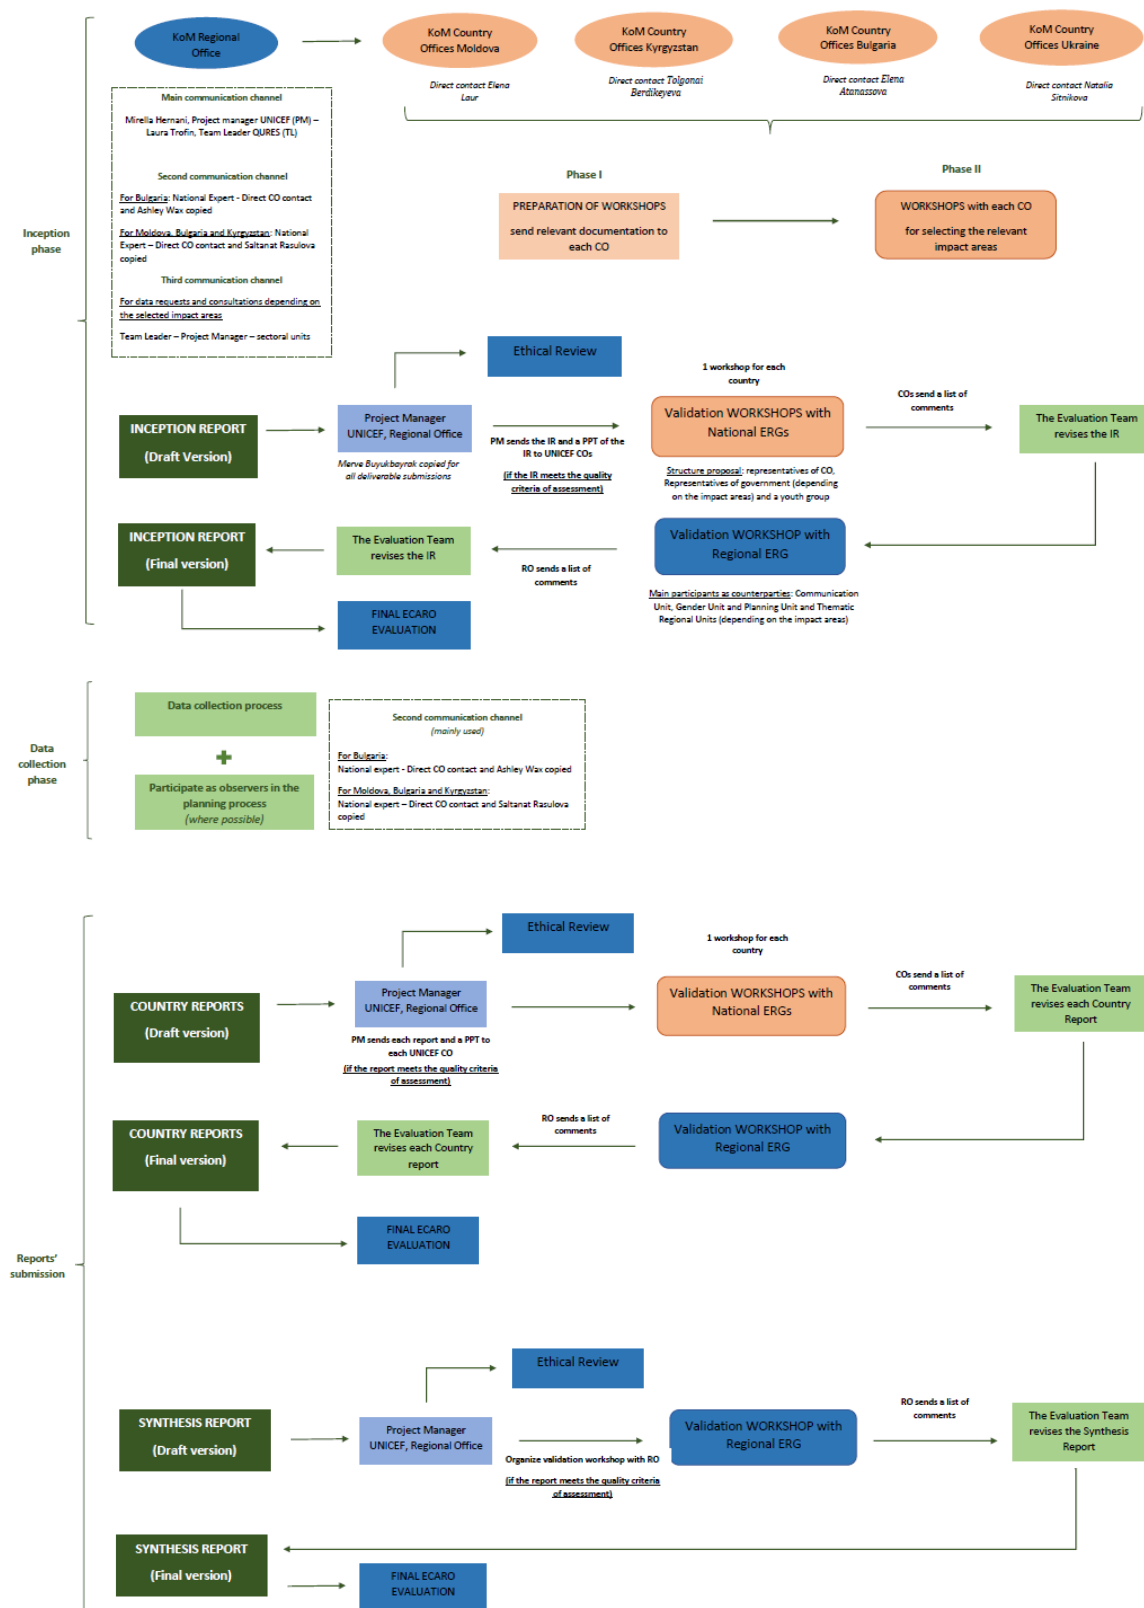 KoM Regional
Office
KoM Country
Offices Moldova
KoM Country
Offices Kyrgyzstan
KoM Country
Offices Bulgaria
KoM Country
Offices Ukraine
Direct contact Elena
Laur
Direct contact Tolgonai
Berdikeyeva
Direct contact Elena
Atanassova
Direct contact Natalia
Sitnikova
Inception
phase
Main communication channel
Mirella Hernani, Project manager UNICEF (PM) –
Laura Trofin, Team Leader QURES (TL)
Second communication channel
For Bulgaria: National Expert - Direct CO contact
and Ashley Wax copied
For Moldova, Bulgaria and Kyrgyzstan: National
Expert – Direct CO contact and Saltanat Rasulova
copied
Third communication channel
For data requests and consultations depending on
the selected impact areas
Team Leader – Project Manager – sectoral units
Phase I
PREPARATION OF WORKSHOPS
send relevant documentation to
each CO
Phase II
WORKSHOPS with each CO
for selecting the relevant
impact areas
Ethical Review
INCEPTION REPORT
(Draft Version)
Project Manager
UNICEF, Regional Office
Merve Buyukbayrak copied for
all deliverable submissions
PM sends the IR and a PPT of the
IR to UNICEF COs
(if the IR meets the quality
criteria of assessment)
1 workshop for each
country
Validation WORKSHOPS with
National ERGs
Structure proposal: representatives of CO,
Representatives of government (depending
on the impact areas) and a youth group
COs send a list of
comments
The Evaluation Team
revises the IR
INCEPTION REPORT
(Final version)
The Evaluation Team
revises the IR
RO sends a list of
comments
Validation WORKSHOP with
Regional ERG
Main participants as counterparties: Communication
Unit, Gender Unit and Planning Unit and Thematic
Regional Units (depending on the impact areas)
FINAL ECARO
EVALUATION
Data
collection
phase
Data collection process
Participate as observers in the
planning process
(where possible)
Second communication channel
(mainly used)
For Bulgaria:
National expert - Direct CO contact and Ashley Wax copied
For Moldova, Bulgaria and Kyrgyzstan:
National expert – Direct CO contact and Saltanat Rasulova
copied
Reports'
submission
Ethical Review
COUNTRY REPORTS
(Draft version)
Project Manager
UNICEF, Regional Office
PM sends each report and a PPT to
each UNICEF CO
(if the report meets the quality criteria
of assessment)
1 workshop for each
country
Validation WORKSHOPS with
National ERGs
COs send a list of
comments
The Evaluation Team
revises each Country
Report
COUNTRY REPORTS
(Final version)
The Evaluation Team
revises each Country
report
RO sends a list of
comments
Validation WORKSHOP with
Regional ERG
FINAL ECARO
EVALUATION
Ethical Review
SYNTHESIS REPORT
(Draft version)
Project Manager
UNICEF, Regional Office
Organize validation workshop with RO
(if the report meets the quality criteria
of assessment)
Validation WORKSHOP with
Regional ERG
RO sends a list of
comments
The Evaluation Team
revises the Synthesis
Report
SYNTHESIS REPORT
(Final version)
FINAL ECARO
EVALUATION